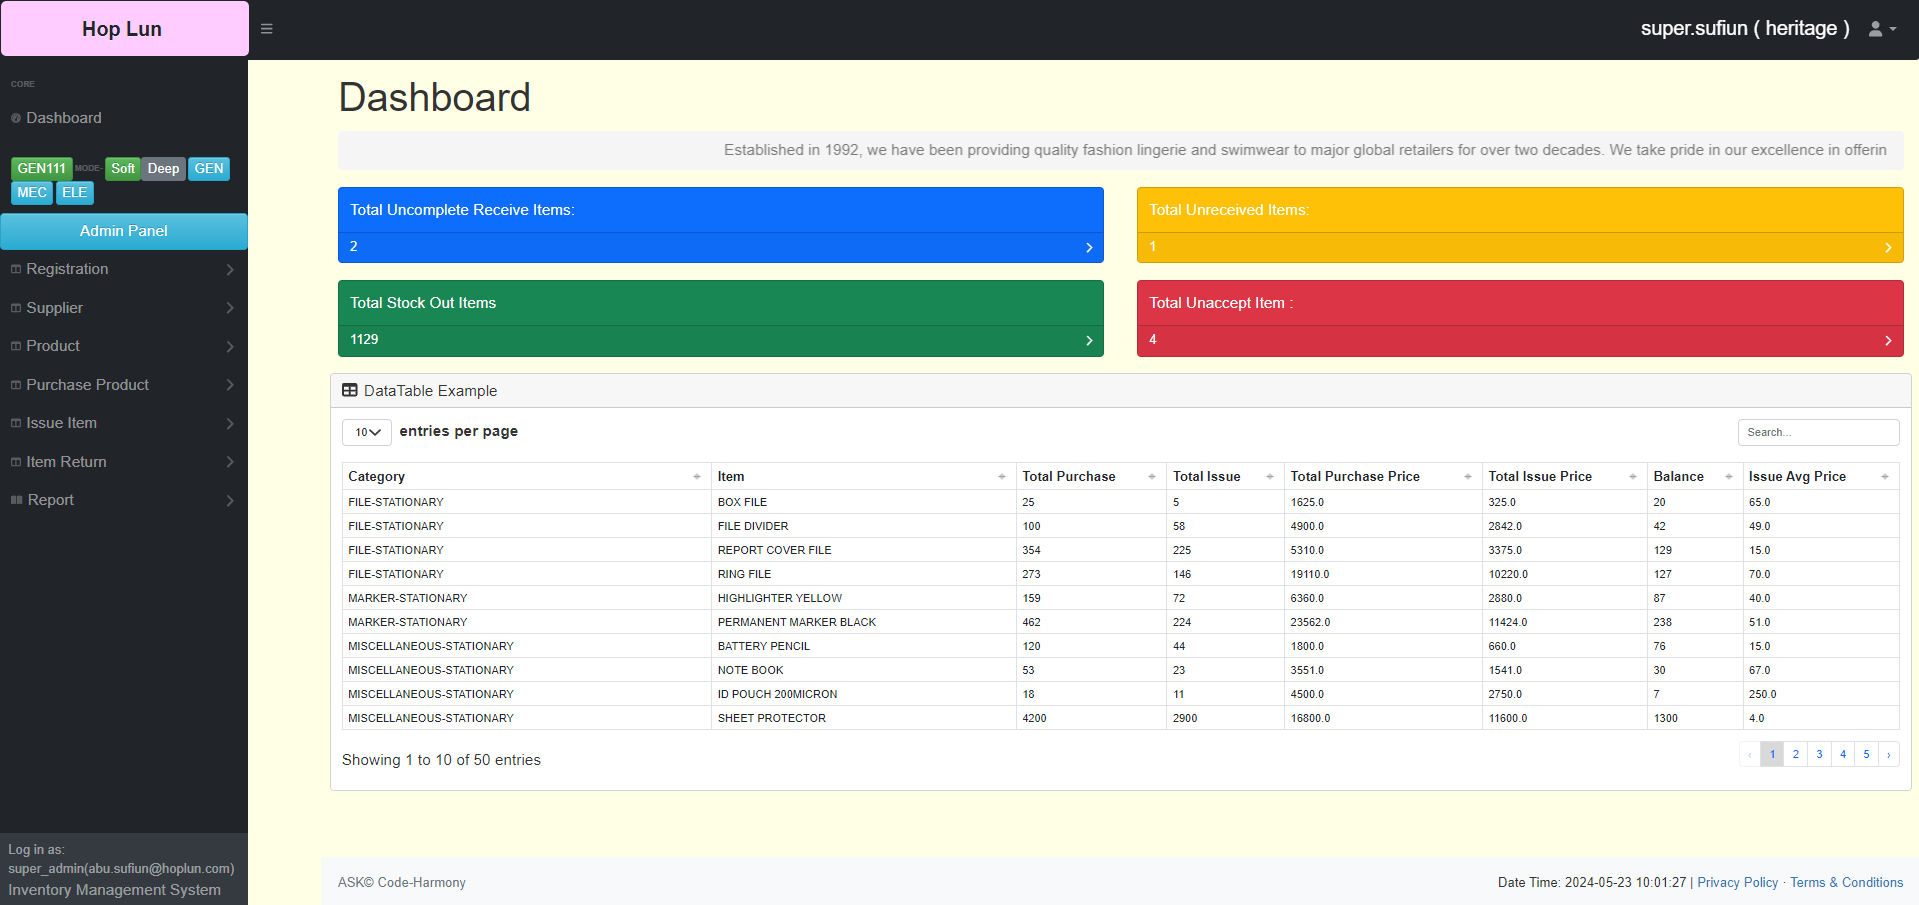 Hop Lun
super.sufiun ( heritage )
CORE
Dashboard
GEN111 MODE- Soft Deep GEN
MEC ELE
Admin Panel
Registration
Supplier
Product
Purchase Product
Issue Item
Item Return
Report
Log in as:
super_admin(abu.sufiun@hoplun.com)
Inventory Management System
Dashboard
Established in 1992, we have been providing quality fashion lingerie and swimwear to major global retailers for over two decades. We take pride in our excellence in offerin
Total Uncomplete Receive Items:
2
Total Unreceived Items:
1
Total Stock Out Items
1129
Total Unaccept Item :
4
DataTable Example
10 entries per page
Search...
Category Item Total Purchase Total Issue Total Purchase Price Total Issue Price Balance Issue Avg Price
FILE-STATIONARY BOX FILE 25 5 1625.0 325.0 20 65.0
FILE-STATIONARY FILE DIVIDER 100 58 4900.0 2842.0 42 49.0
FILE-STATIONARY REPORT COVER FILE 354 225 5310.0 3375.0 129 15.0
FILE-STATIONARY RING FILE 273 146 19110.0 10220.0 127 70.0
MARKER-STATIONARY HIGHLIGHTER YELLOW 159 72 6360.0 2880.0 87 40.0
MARKER-STATIONARY PERMANENT MARKER BLACK 462 224 23562.0 11424.0 238 51.0
MISCELLANEOUS-STATIONARY BATTERY PENCIL 120 44 1800.0 660.0 76 15.0
MISCELLANEOUS-STATIONARY NOTE BOOK 53 23 3551.0 1541.0 30 67.0
MISCELLANEOUS-STATIONARY ID POUCH 200MICRON 18 11 4500.0 2750.0 7 250.0
MISCELLANEOUS-STATIONARY SHEET PROTECTOR 4200 2900 16800.0 11600.0 1300 4.0
Showing 1 to 10 of 50 entries
‹ 1 2 3 4 5 ›
ASK© Code-Harmony
Date Time: 2024-05-23 10:01:27 | Privacy Policy · Terms & Conditions